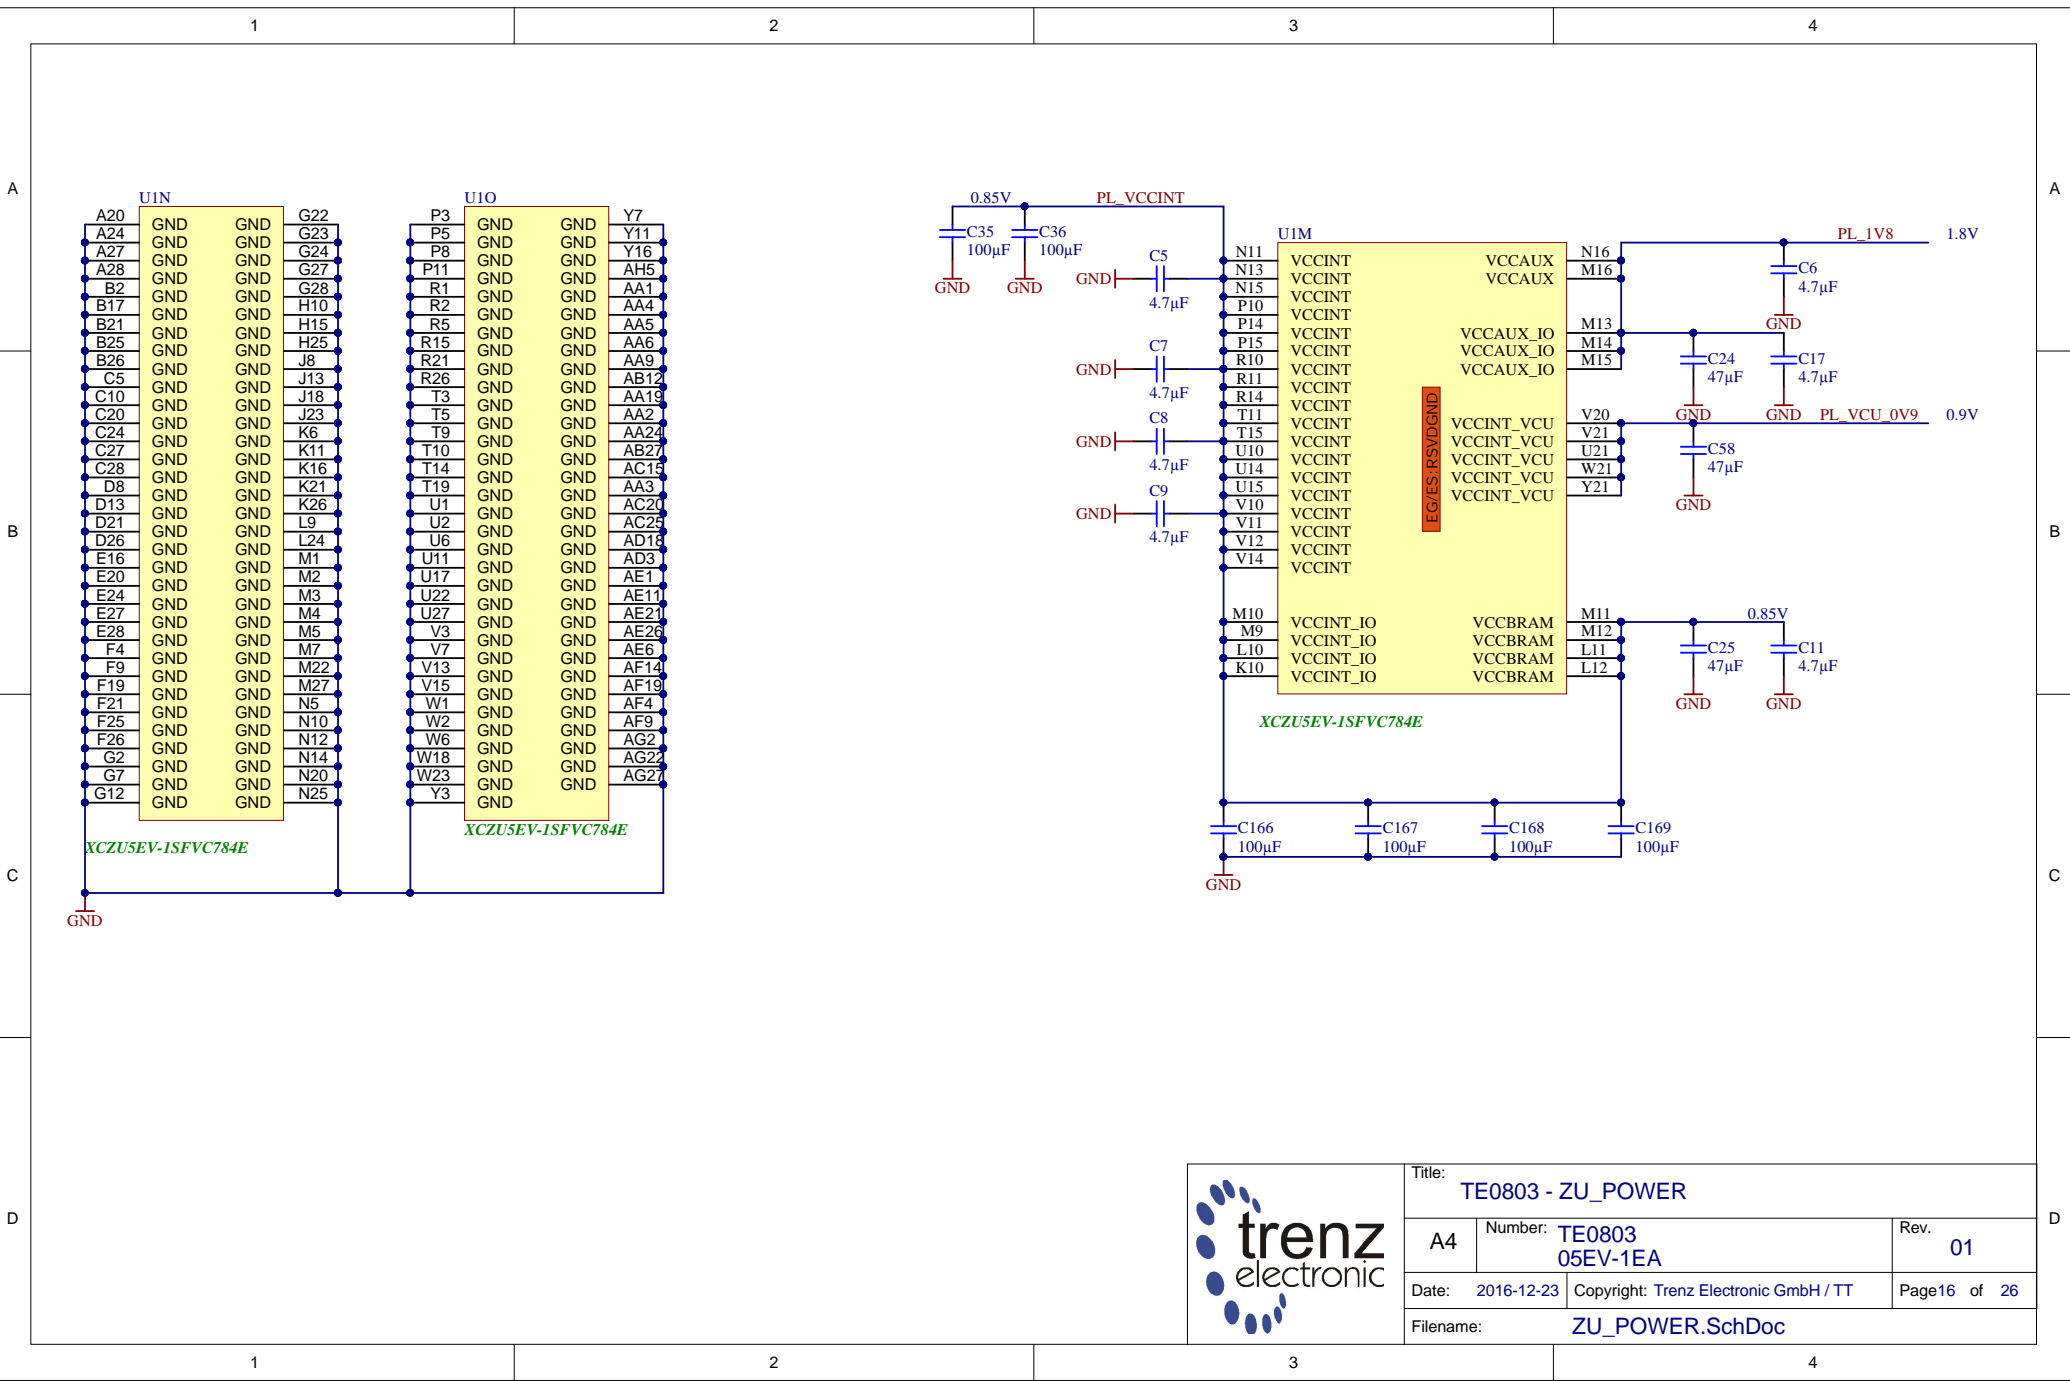 1 2 3 4
A A
B B
C C
D D
U1N
A20 GND GND G22
A24 GND GND G23
A27 GND GND G24
A28 GND GND G27
B2 GND GND G28
B17 GND GND H10
B21 GND GND H15
B25 GND GND H25
B26 GND GND J8
C5 GND GND J13
C10 GND GND J18
C20 GND GND J23
C24 GND GND K6
C27 GND GND K11
C28 GND GND K16
D8 GND GND K21
D13 GND GND K26
D21 GND GND L9
D26 GND GND L24
E16 GND GND M1
E20 GND GND M2
E24 GND GND M3
E27 GND GND M4
E28 GND GND M5
F4 GND GND M7
F9 GND GND M22
F19 GND GND M27
F21 GND GND N5
F25 GND GND N10
F26 GND GND N12
G2 GND GND N14
G7 GND GND N20
G12 GND GND N25
XCZU5EV-1SFVC784E
GND
U1O
P3 GND GND Y7
P5 GND GND Y11
P8 GND GND Y16
P11 GND GND AH5
R1 GND GND AA1
R2 GND GND AA4
R5 GND GND AA5
R15 GND GND AA6
R21 GND GND AA9
R26 GND GND AB12
T3 GND GND AA19
T5 GND GND AA2
T9 GND GND AA24
T10 GND GND AB27
T14 GND GND AC15
T19 GND GND AA3
U1 GND GND AC20
U2 GND GND AC25
U6 GND GND AD18
U11 GND GND AD3
U17 GND GND AE1
U22 GND GND AE11
U27 GND GND AE21
V3 GND GND AE26
V7 GND GND AE6
V13 GND GND AF14
V15 GND GND AF19
W1 GND GND AF4
W2 GND GND AF9
W6 GND GND AG2
W18 GND GND AG22
W23 GND GND AG27
Y3 GND
XCZU5EV-1SFVC784E
0.85V PL_VCCINT
C35 C36
100µF 100µF
GND GND
C5
GND
4.7µF
C7
GND
4.7µF
C8
GND
4.7µF
C9
GND
4.7µF
U1M
N11 VCCINT
N13 VCCINT
N15 VCCINT
P10 VCCINT
P14 VCCINT
P15 VCCINT
R10 VCCINT
R11 VCCINT
R14 VCCINT
T11 VCCINT
T15 VCCINT
U10 VCCINT
U14 VCCINT
U15 VCCINT
V10 VCCINT
V11 VCCINT
V12 VCCINT
V14 VCCINT
M10 VCCINT_IO
M9 VCCINT_IO
L10 VCCINT_IO
K10 VCCINT_IO
EG/ES:RSVDGND
VCCAUX N16
VCCAUX M16
VCCAUX_IO M13
VCCAUX_IO M14
VCCAUX_IO M15
VCCINT_VCU V20
VCCINT_VCU V21
VCCINT_VCU U21
VCCINT_VCU W21
VCCINT_VCU Y21
VCCBRAM M11
VCCBRAM M12
VCCBRAM L11
VCCBRAM L12
XCZU5EV-1SFVC784E
PL_1V8 1.8V
C6
4.7µF
GND
C24 C17
47µF 4.7µF
GND GND
PL_VCU_0V9 0.9V
C58
47µF
GND
0.85V
C25 C11
47µF 4.7µF
GND GND
C166 C167 C168 C169
100µF 100µF 100µF 100µF
GND
trenz
electronic
Title:
TE0803 - ZU_POWER
A4 Number: TE0803 Rev.
05EV-1EA 01
Date: 2016-12-23 Copyright: Trenz Electronic GmbH / TT Page16 of 26
Filename: ZU_POWER.SchDoc
1 2 3 4